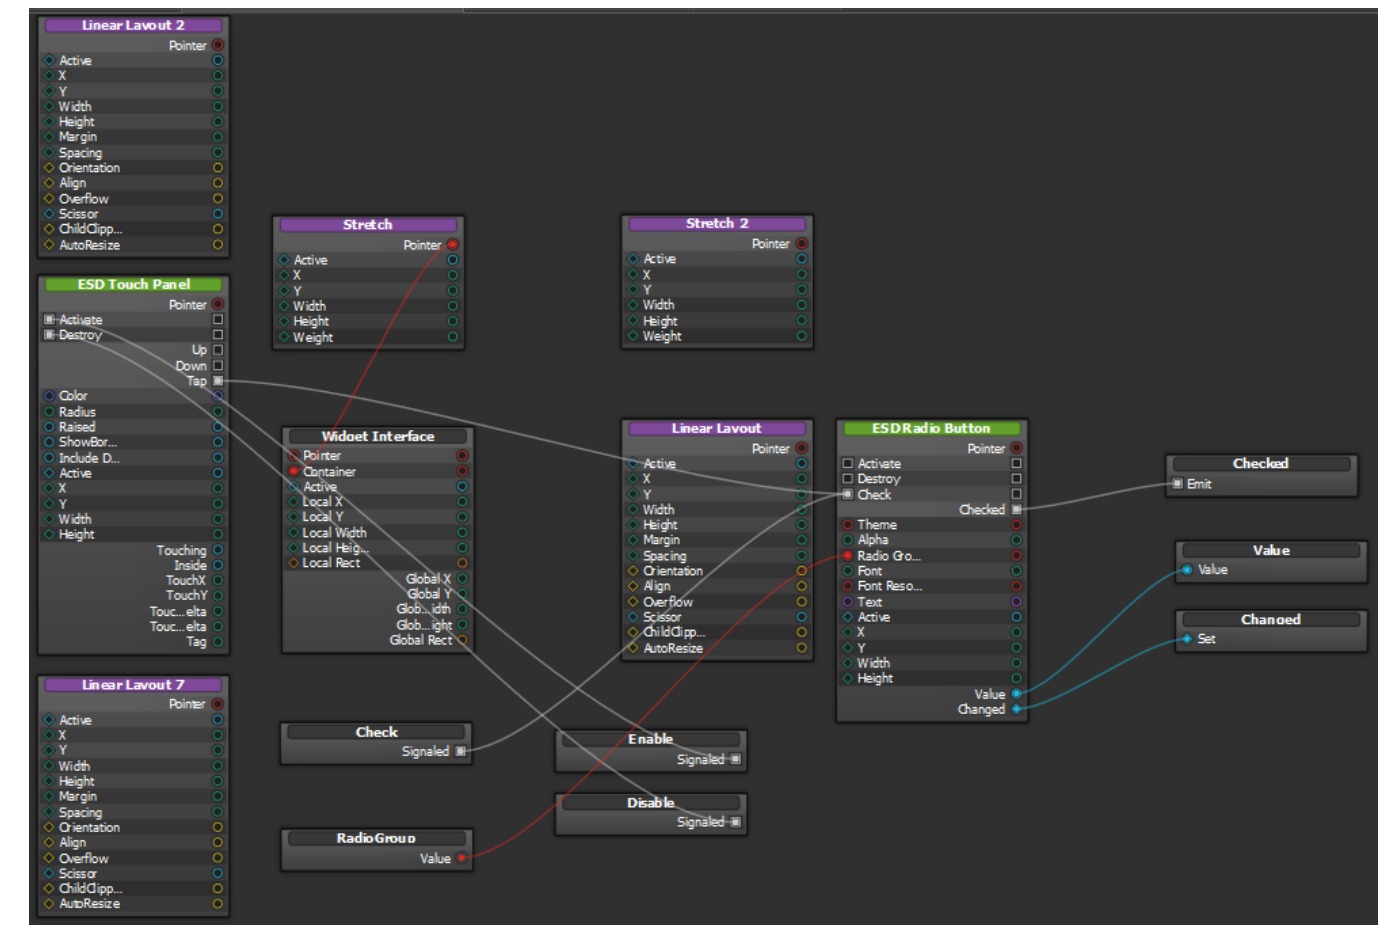 Linear Layout 2
Pointer
Active
X
Y
Width
Height
Margin
Spacing
Orientation
Align
Overflow
Scissor
ChildClipp...
AutoResize
ESD Touch Panel
Pointer
Activate
Destroy
Up
Down
Tap
Color
Radius
Raised
ShowBor...
Include D...
Active
X
Y
Width
Height
Touching
Inside
TouchX
TouchY
Touc...elta
Touc...elta
Tag
Linear Layout 7
Pointer
Active
X
Y
Width
Height
Margin
Spacing
Orientation
Align
Overflow
Scissor
ChildClipp...
AutoResize
Stretch
Pointer
Active
X
Y
Width
Height
Weight
Widget Interface
Pointer
Container
Active
Local X
Local Y
Local Width
Local Heig...
Local Rect
Global X
Global Y
Glob...idth
Glob...ight
Global Rect
Check
Signaled
RadioGroup
Value
Stretch 2
Pointer
Active
X
Y
Width
Height
Weight
Linear Layout
Pointer
Active
X
Y
Width
Height
Margin
Spacing
Orientation
Align
Overflow
Scissor
ChildClipp...
AutoResize
Enable
Signaled
Disable
Signaled
ESD Radio Button
Pointer
Activate
Destroy
Check
Checked
Theme
Alpha
Radio Gro...
Font
Font Reso...
Text
Active
X
Y
Width
Height
Value
Changed
Checked
Emit
Value
Value
Changed
Set